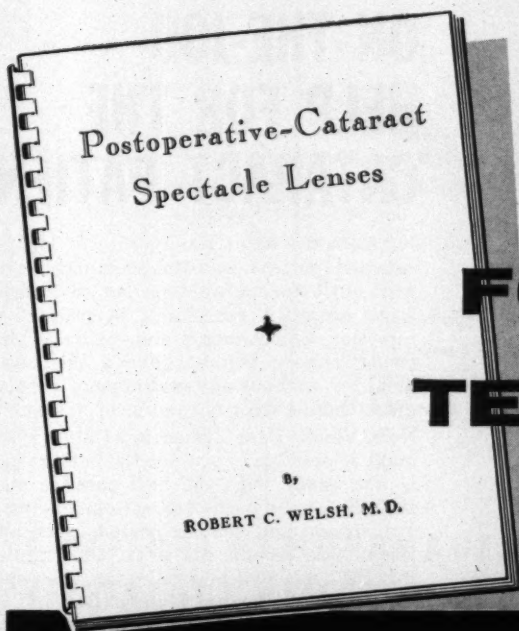 Postoperative-Cataract
Spectacle Lenses
By
ROBERT C. WELSH, M.D.